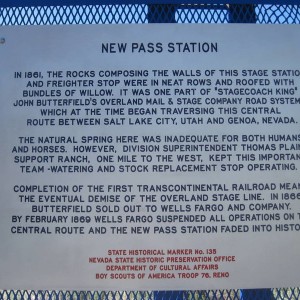 NEW PASS STATION
IN 1861, THE ROCKS COMPOSING THE WALLS OF THIS STAGE STATION
AND FREIGHTER STOP WERE IN NEAT ROWS AND ROOFED WITH
BUNDLES OF WILLOW. IT WAS ONE PART OF "STAGECOACH KING"
JOHN BUTTERFIELD'S OVERLAND MAIL & STAGE COMPANY ROAD SYSTEM
WHICH AT THE TIME BEGAN TRAVERSING THIS CENTRAL
ROUTE BETWEEN SALT LAKE CITY, UTAH AND GENOA, NEVADA.
THE NATURAL SPRING HERE WAS INADEQUATE FOR BOTH HUMANS
AND HORSES. HOWEVER, DIVISION SUPERINTENDENT THOMAS PLAIN
SUPPORT RANCH, ONE MILE TO THE WEST, KEPT THIS IMPORTAN
TEAM-WATERING AND STOCK REPLACEMENT STOP OPERATING.
COMPLETION OF THE FIRST TRANSCONTINENTAL RAILROAD MEAN
THE EVENTUAL DEMISE OF THE OVERLAND STAGE LINE. IN 1866
BUTTERFIELD SOLD OUT TO WELLS FARGO AND COMPANY.
BY FEBRUARY 1869 WELLS FARGO SUSPENDED ALL OPERATIONS ON T
CENTRAL ROUTE AND THE NEW PASS STATION FADED INTO HISTO
STATE HISTORICAL MARKER No. 135
NEVADA STATE HISTORIC PRESERVATION OFFICE
DEPARTMENT OF CULTURAL AFFAIRS
BOY SCOUTS OF AMERICA TROOP 76, RENO